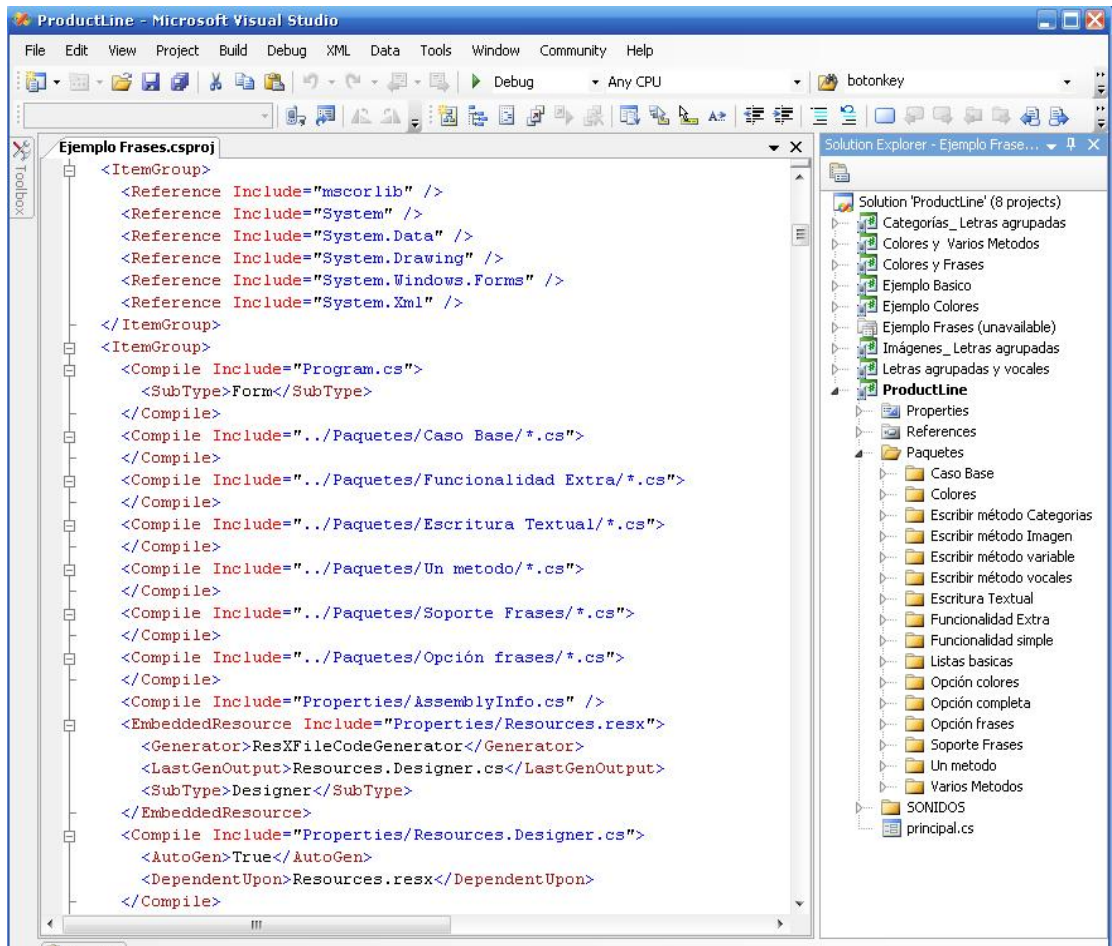 ProductLine - Microsoft Visual Studio
File Edit View Project Build Debug XML Data Tools Window Community Help
Debug Any CPU botonkey
Toolbox
Ejemplo Frases.csproj
<ItemGroup>
<Reference Include="mscorlib" />
<Reference Include="System" />
<Reference Include="System.Data" />
<Reference Include="System.Drawing" />
<Reference Include="System.Windows.Forms" />
<Reference Include="System.Xml" />
</ItemGroup>
<ItemGroup>
<Compile Include="Program.cs">
<SubType>Form</SubType>
</Compile>
<Compile Include="../Paquetes/Caso Base/*.cs">
</Compile>
<Compile Include="../Paquetes/Funcionalidad Extra/*.cs">
</Compile>
<Compile Include="../Paquetes/Escritura Textual/*.cs">
</Compile>
<Compile Include="../Paquetes/Un metodo/*.cs">
</Compile>
<Compile Include="../Paquetes/Soporte Frases/*.cs">
</Compile>
<Compile Include="../Paquetes/Opción frases/*.cs">
</Compile>
<Compile Include="Properties/AssemblyInfo.cs" />
<EmbeddedResource Include="Properties/Resources.resx">
<Generator>ResXFileCodeGenerator</Generator>
<LastGenOutput>Resources.Designer.cs</LastGenOutput>
<SubType>Designer</SubType>
</EmbeddedResource>
<Compile Include="Properties/Resources.Designer.cs">
<AutoGen>True</AutoGen>
<DependentUpon>Resources.resx</DependentUpon>
</Compile>
Solution Explorer - Ejemplo Frase...
Solution 'ProductLine' (8 projects)
Categorías_ Letras agrupadas
Colores y Varios Metodos
Colores y Frases
Ejemplo Basico
Ejemplo Colores
Ejemplo Frases (unavailable)
Imágenes_ Letras agrupadas
Letras agrupadas y vocales
ProductLine
Properties
References
Paquetes
Caso Base
Colores
Escribir método Categorias
Escribir método Imagen
Escribir método variable
Escribir método vocales
Escritura Textual
Funcionalidad Extra
Funcionalidad simple
Listas basicas
Opción colores
Opción completa
Opción frases
Soporte Frases
Un metodo
Varios Metodos
SONIDOS
principal.cs